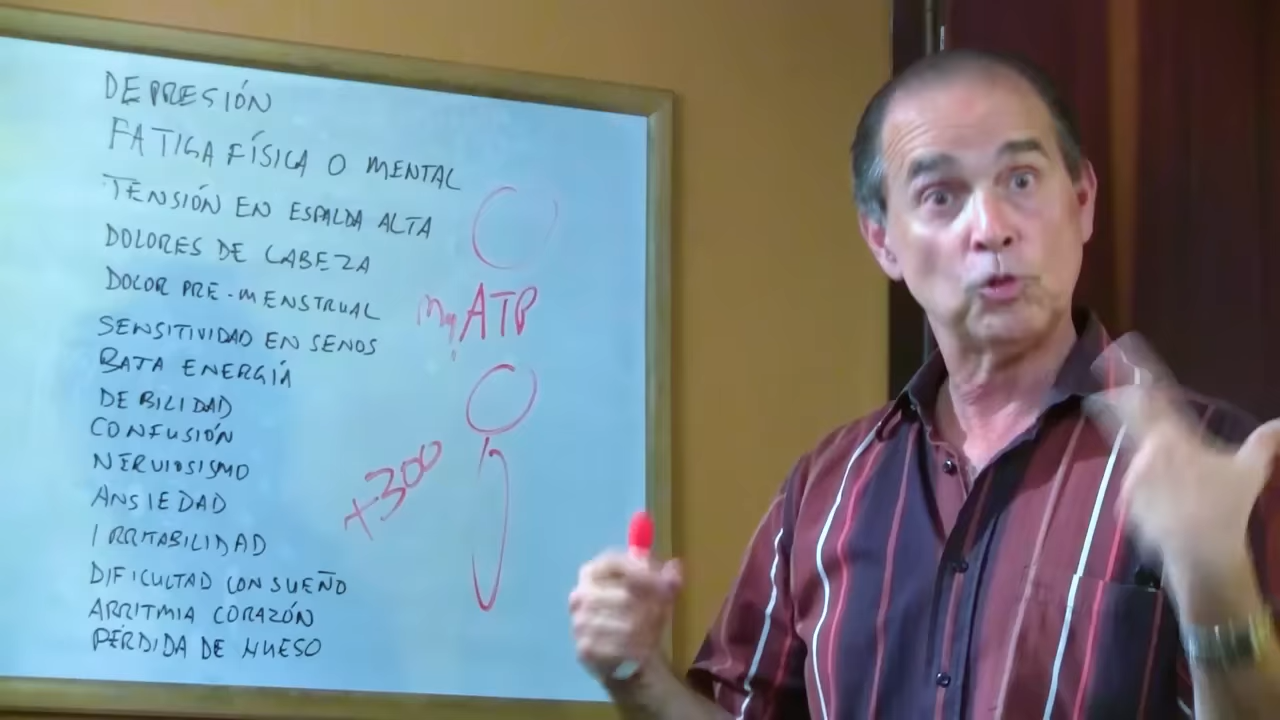 DEPRESIÓN
FATIGA FÍSICA O MENTAL
TENSIÓN EN ESPALDA ALTA
DOLORES DE CABEZA
DOLOR PRE-MENSTRUAL
SENSITIVIDAD EN SENOS
BAJA ENERGÍA
DEBILIDAD
CONFUSIÓN
NERVIOSISMO
ANSIEDAD
IRRITABILIDAD
DIFICULTAD CON SUEÑO
ARRITMIA CORAZÓN
PÉRDIDA DE HUESO
Mg ATP
+300